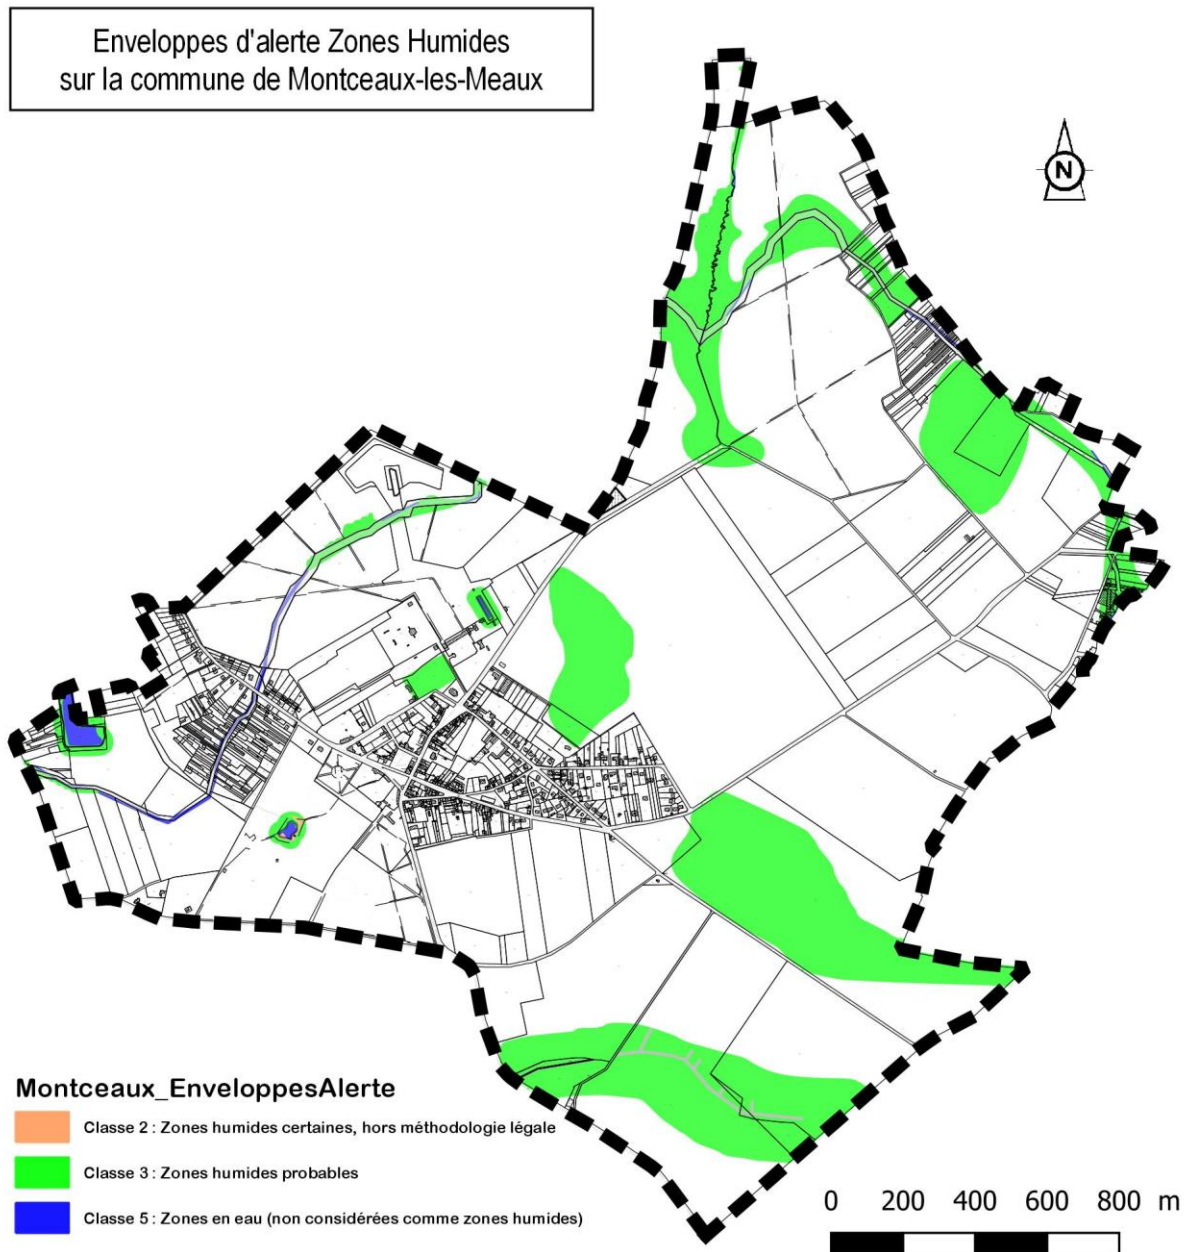 Enveloppes d'alerte Zones Humides
sur la commune de Montceaux-les-Meaux
N
Montceaux_EnveloppesAlerte
Classe 2 : Zones humides certaines, hors méthodologie légale
Classe 3 : Zones humides probables
Classe 5 : Zones en eau (non considérées comme zones humides)
0 200 400 600 800 m